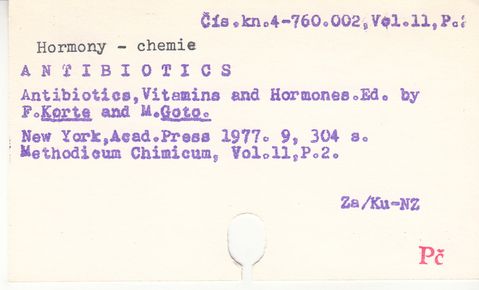 Čís.kn.4-760.002,Vol.11,P.2
Hormony - chemie
ANTIBIOTICS
Antibiotics,Vitamins and Hormones.Ed. by
F.Korte and M.Goto.
New York,Acad.Press 1977. 9, 304 s.
Methodicum Chimicum, Vol.11,P.2.
Za/Ku-NZ
Pč